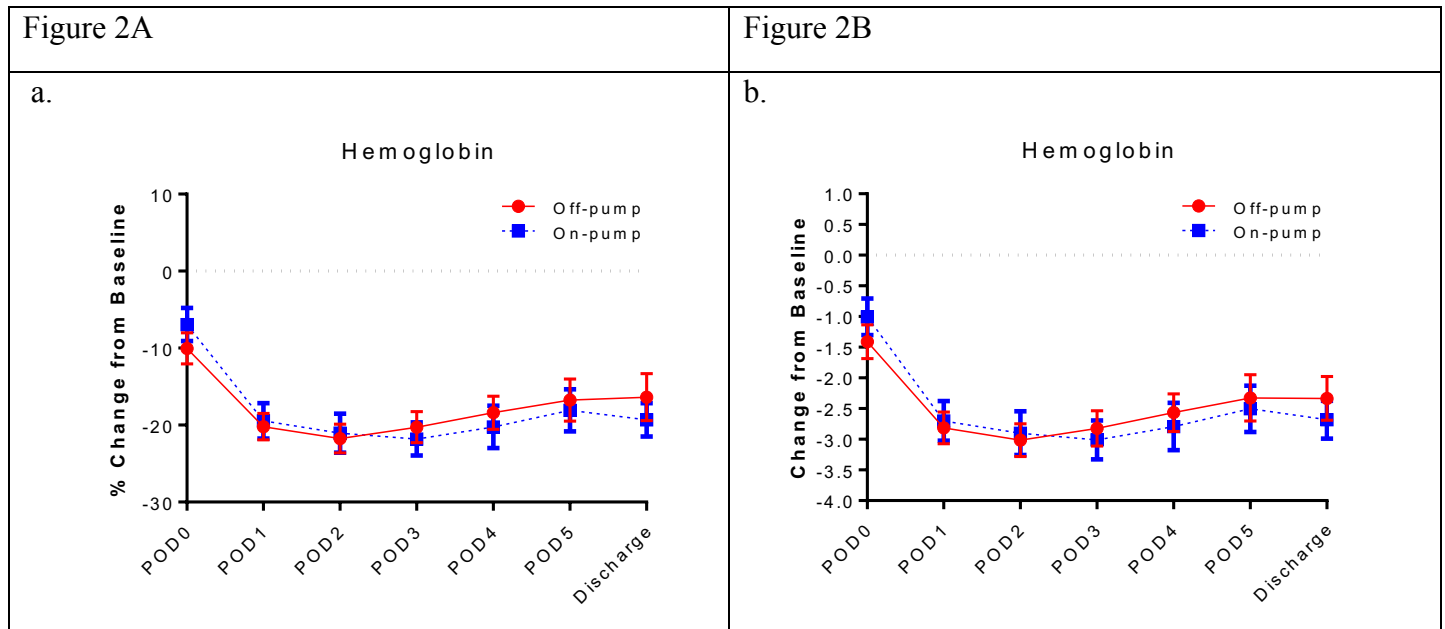 Figure 2A
Figure 2B
a.
Hemoglobin
% Change from Baseline
10
0
-10
-20
-30
Off-pump
On-pump
POD0
POD1
POD2
POD3
POD4
POD5
Discharge
b.
Hemoglobin
Change from Baseline
1.0
0.5
0.0
-0.5
-1.0
-1.5
-2.0
-2.5
-3.0
-3.5
-4.0
Off-pump
On-pump
POD0
POD1
POD2
POD3
POD4
POD5
Discharge